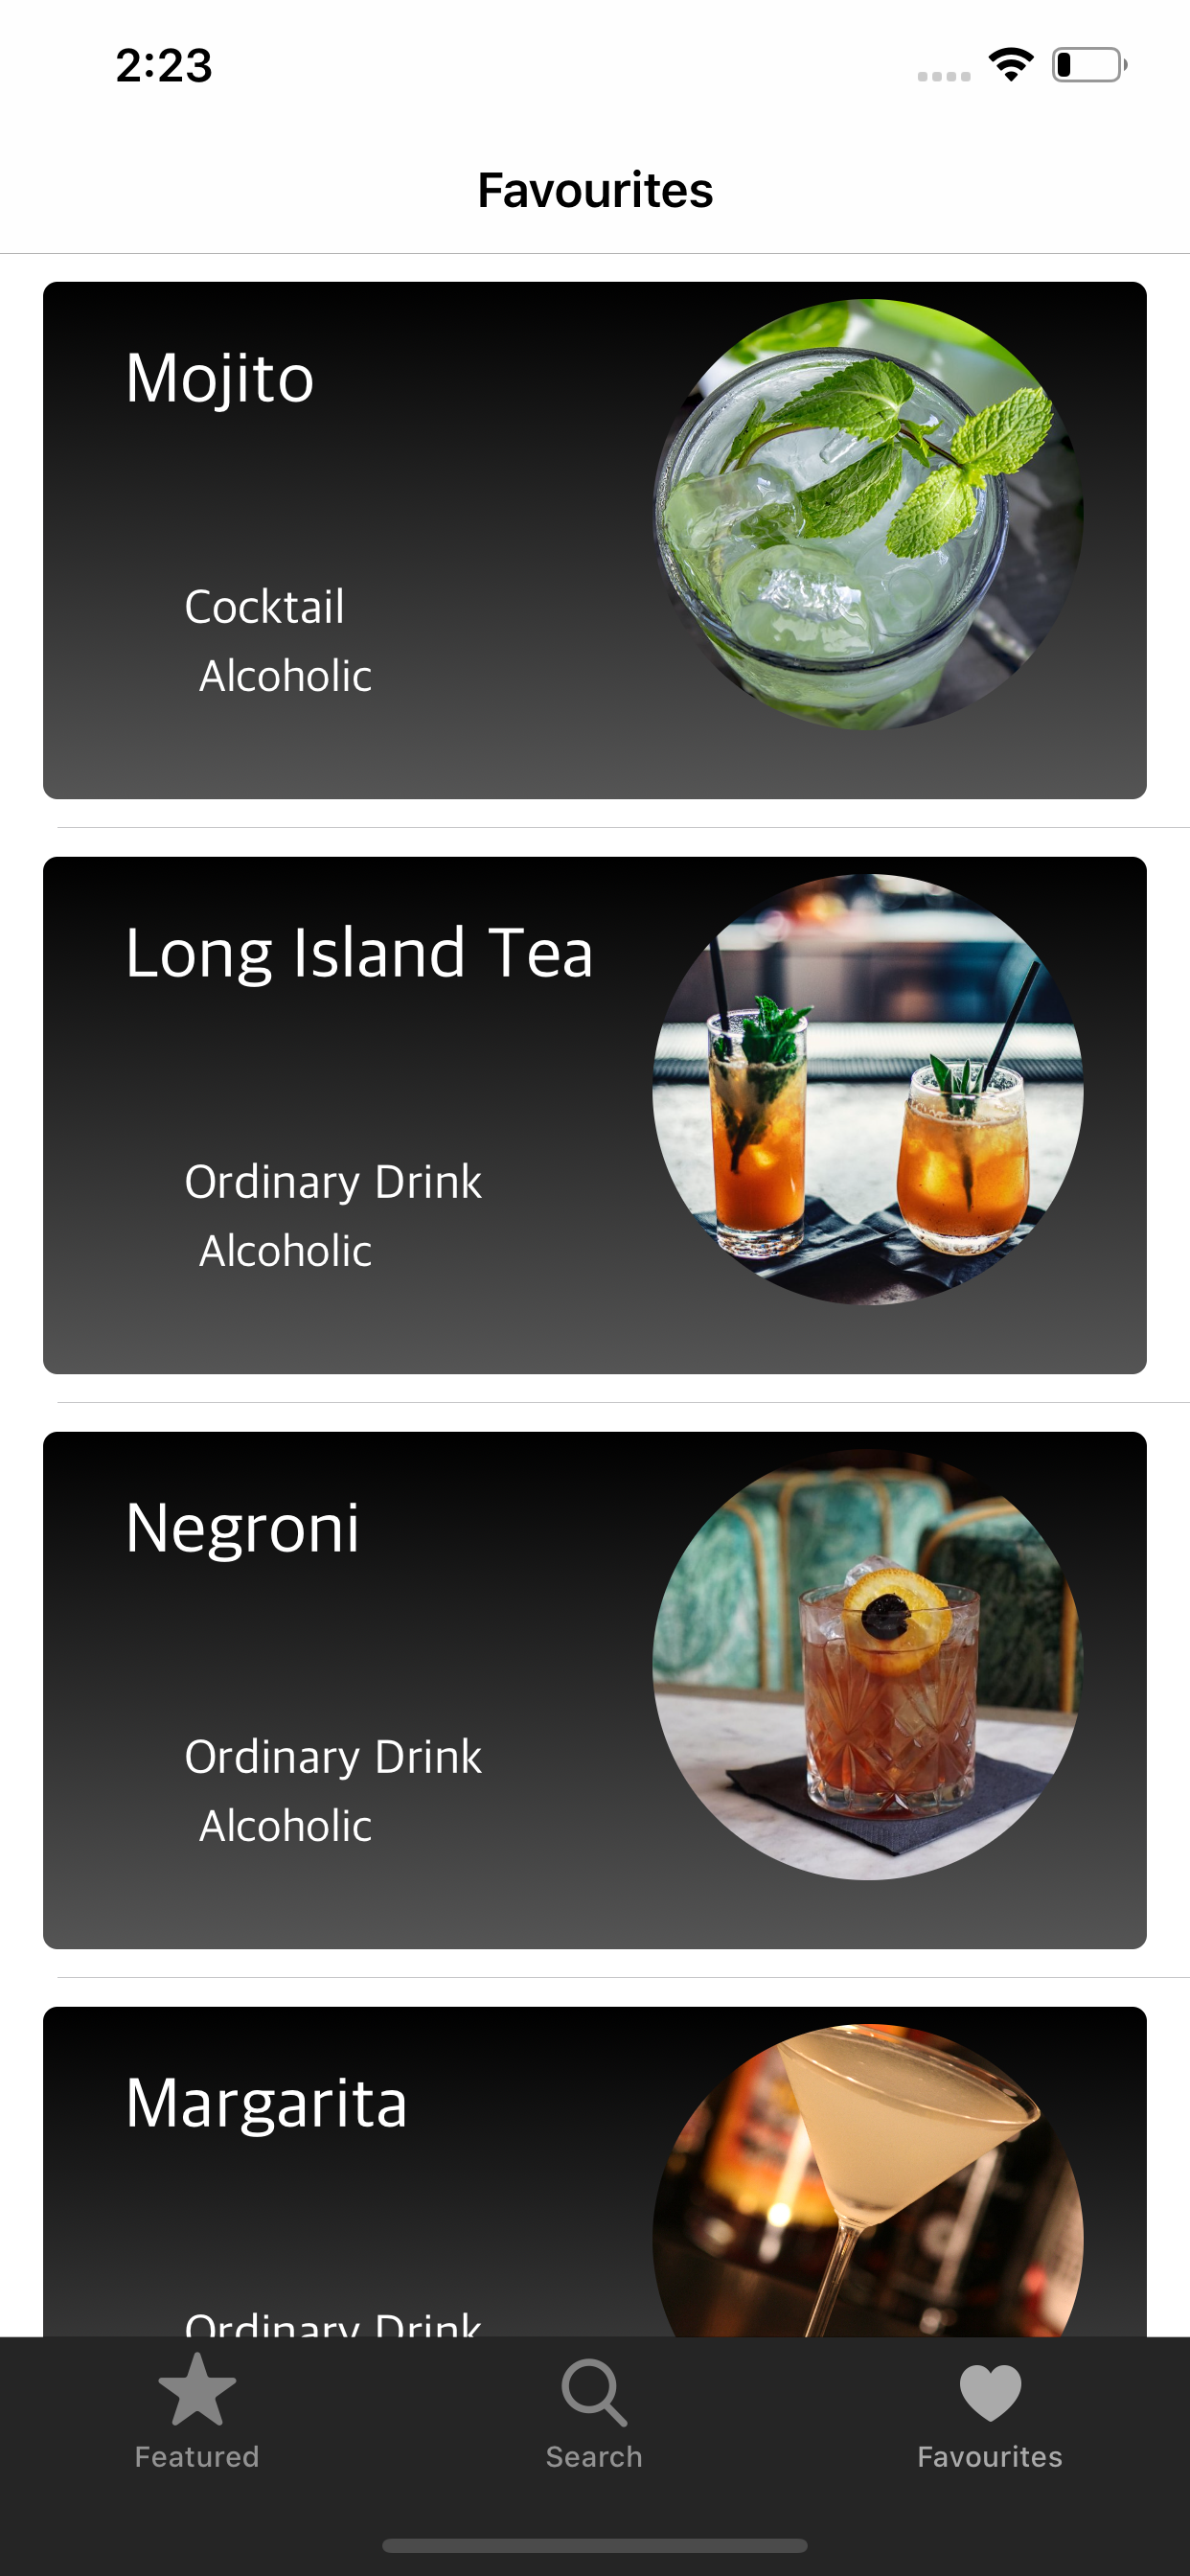 2:23
Favourites
Mojito
Cocktail
Alcoholic
Long Island Tea
Ordinary Drink
Alcoholic
Negroni
Ordinary Drink
Alcoholic
Margarita
Ordinary Drink
Featured
Search
Favourites